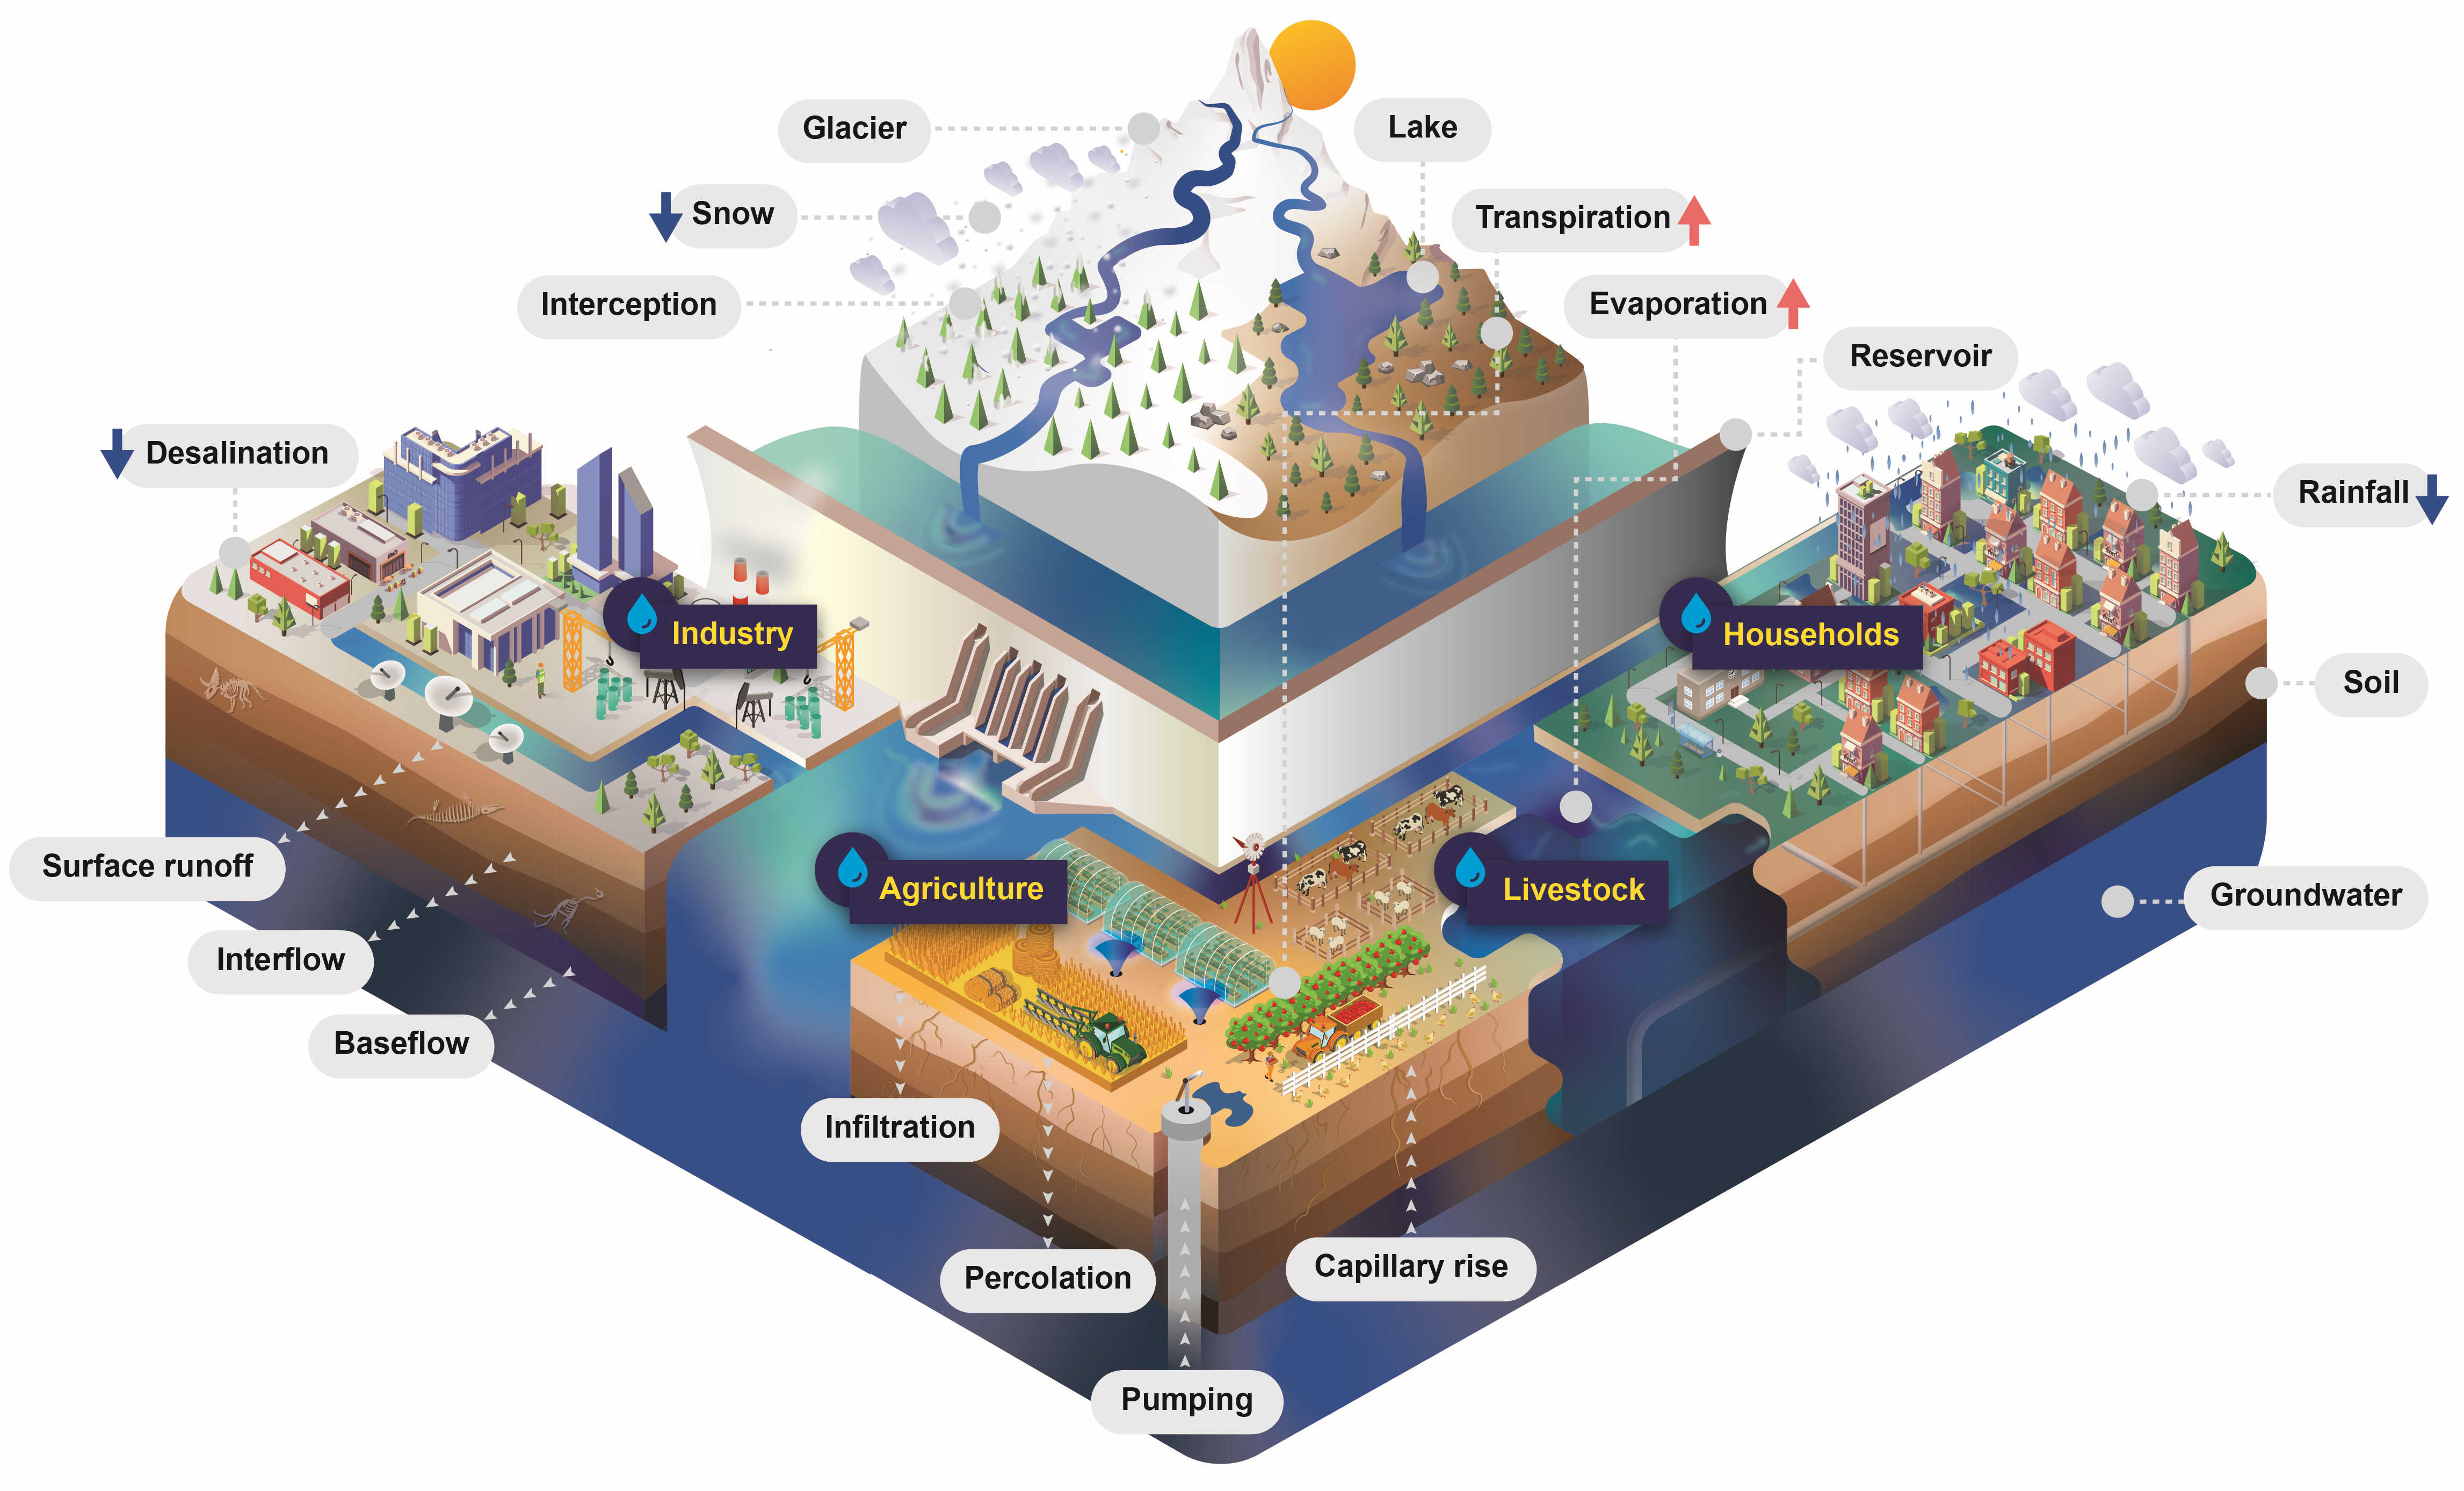 Glacier
Lake
Snow
Transpiration
Interception
Evaporation
Reservoir
Desalination
Rainfall
Industry
Households
Soil
Surface runoff
Agriculture
Livestock
Groundwater
Interflow
Baseflow
Infiltration
Percolation
Capillary rise
Pumping